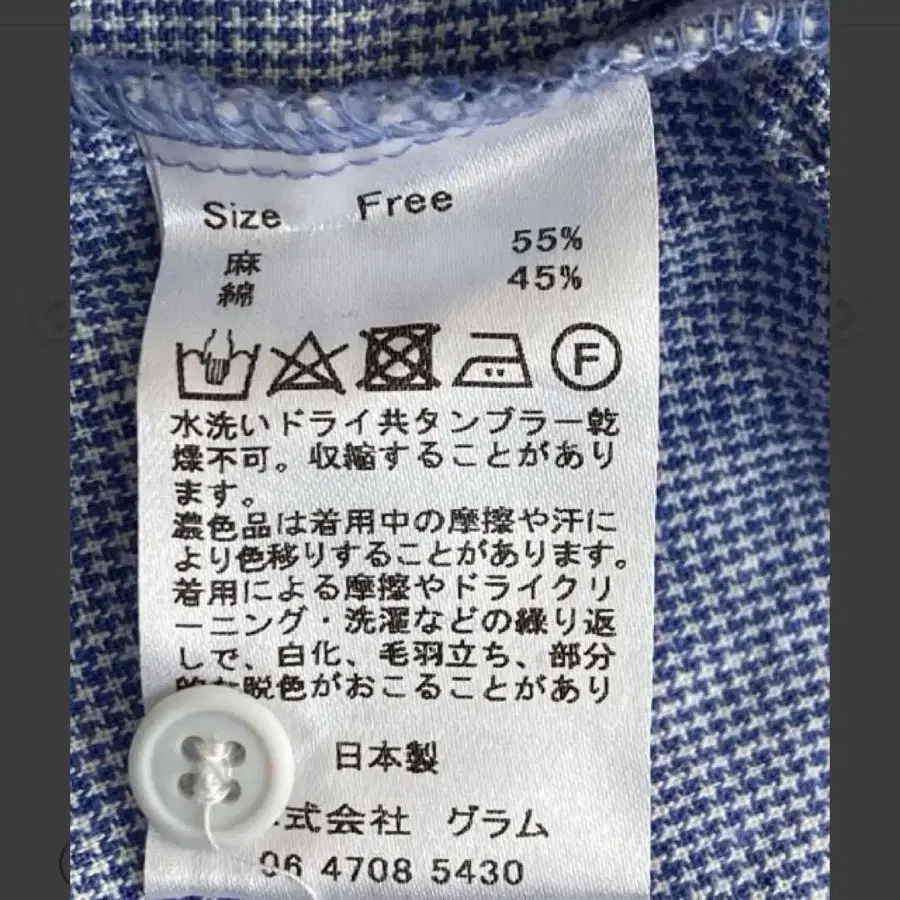 Size Free
麻 55%
綿 45%
F
水洗いドライ共タンブラー乾
燥不可。収縮することがあり
ます。
濃色品は着用中の摩擦や汗に
より色移りすることがあります。
着用による摩擦やドライクリ
ーニング・洗濯などの繰り返
しで、白化、毛羽立ち、部分
的な脱色がおこることがあり
日本製
式会社 グラム
06 4708 5430